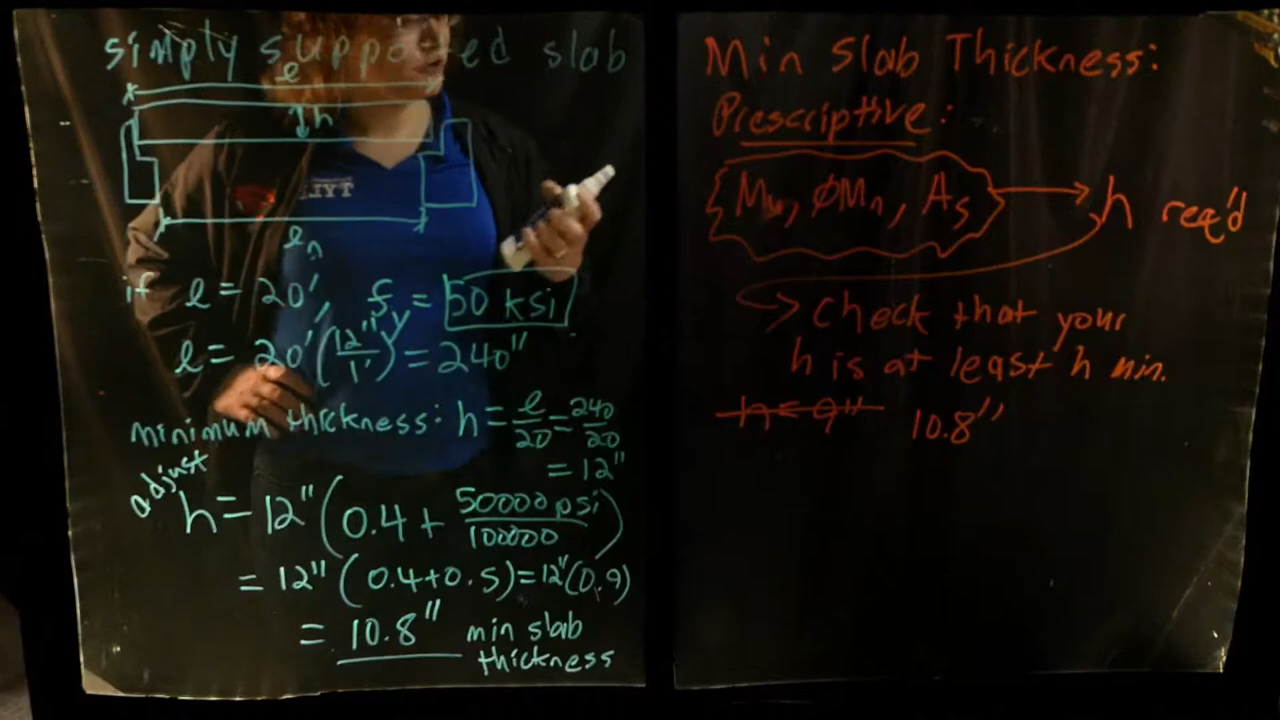 simply supported slab
l
h
ln
if l = 20', fy = 50 ksi
l = 20' (12"/1') = 240"
minimum thickness: h = l/20 = 240/20
= 12"
adjust
h = 12" (0.4 + 50000 psi/100000)
= 12" (0.4+0.5) = 12" (0.9)
= 10.8" min slab
thickness
Min Slab Thickness:
Prescriptive:
Mu, ϕMn, As → h req'd
→ Check that your
h is at least h min.
h = 9" 10.8"